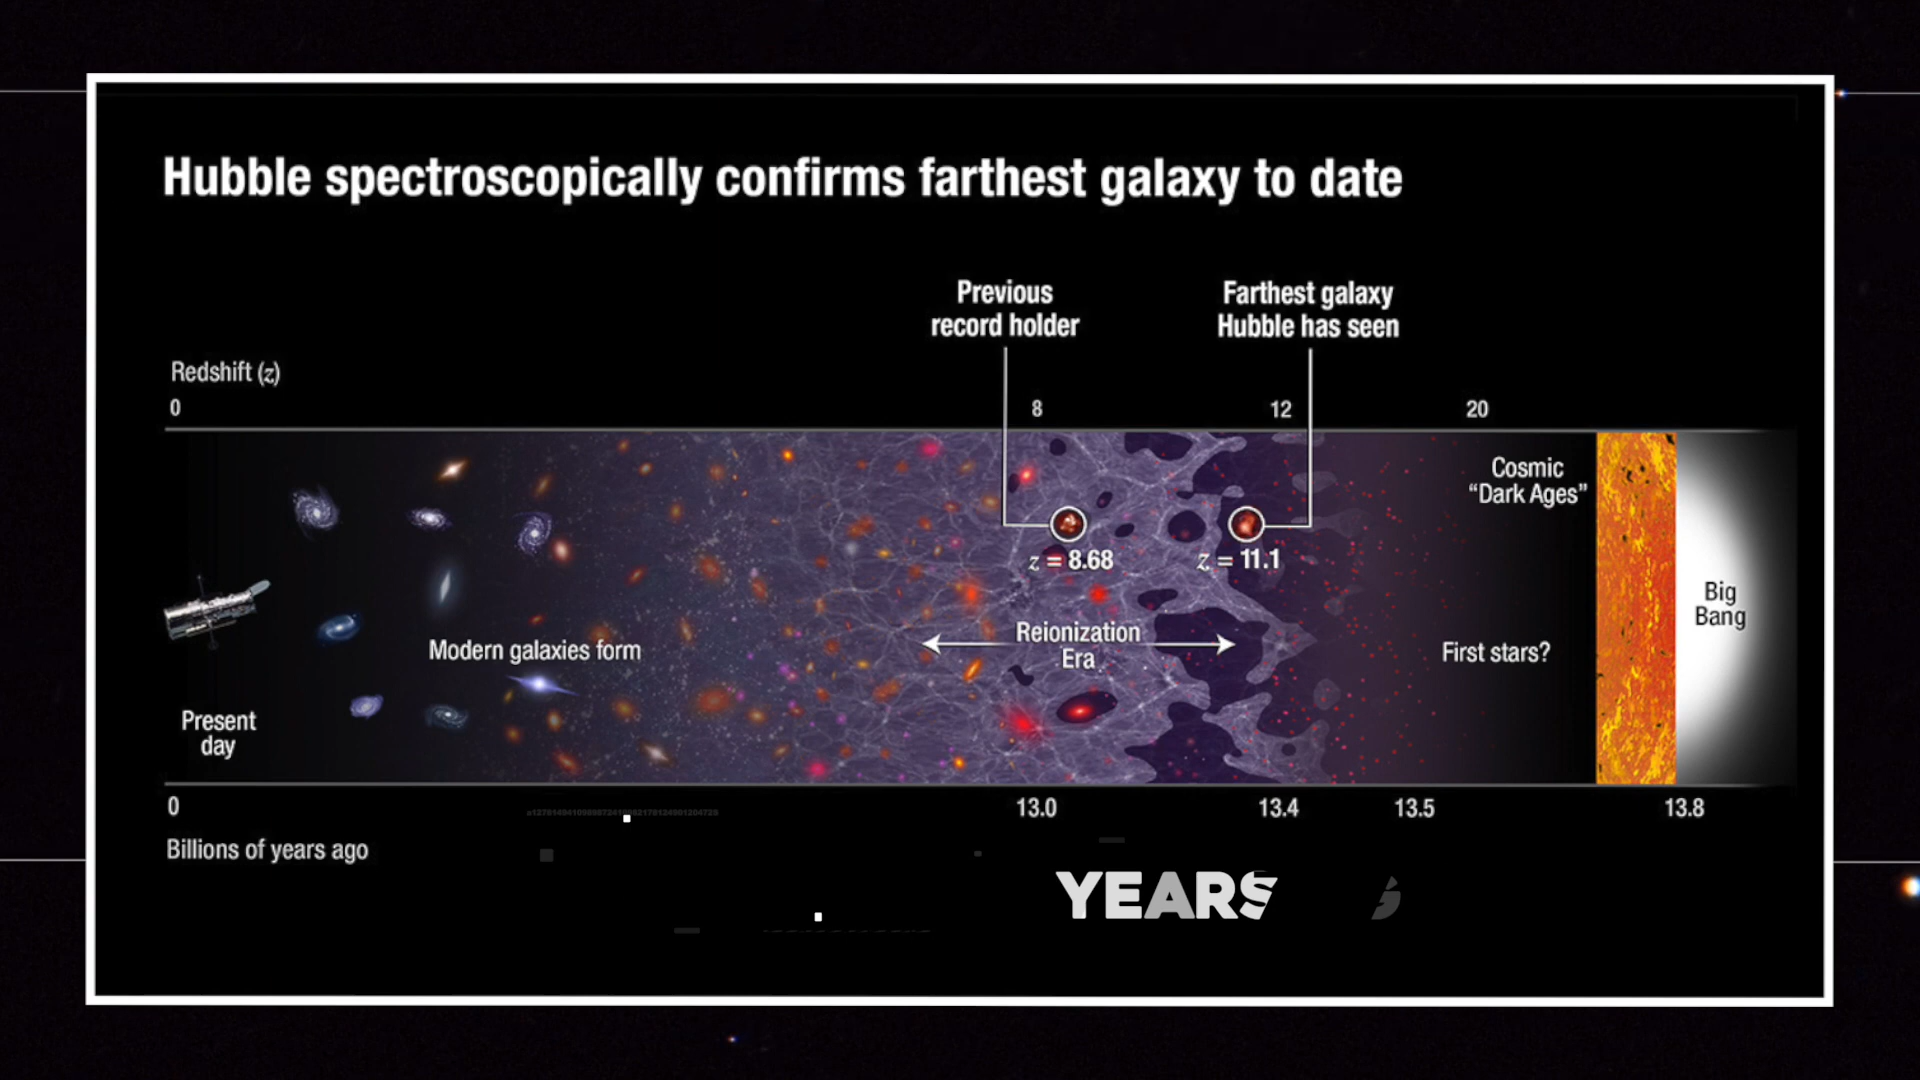 Hubble spectroscopically confirms farthest galaxy to date
Previous
record holder
Farthest galaxy
Hubble has seen
Redshift (z)
0
8
12
20
Cosmic
“Dark Ages”
z = 8.68
z = 11.1
Big
Bang
Reionization
Era
Modern galaxies form
First stars?
Present
day
0
13.0
13.4
13.5
13.8
Billions of years ago
YEARS